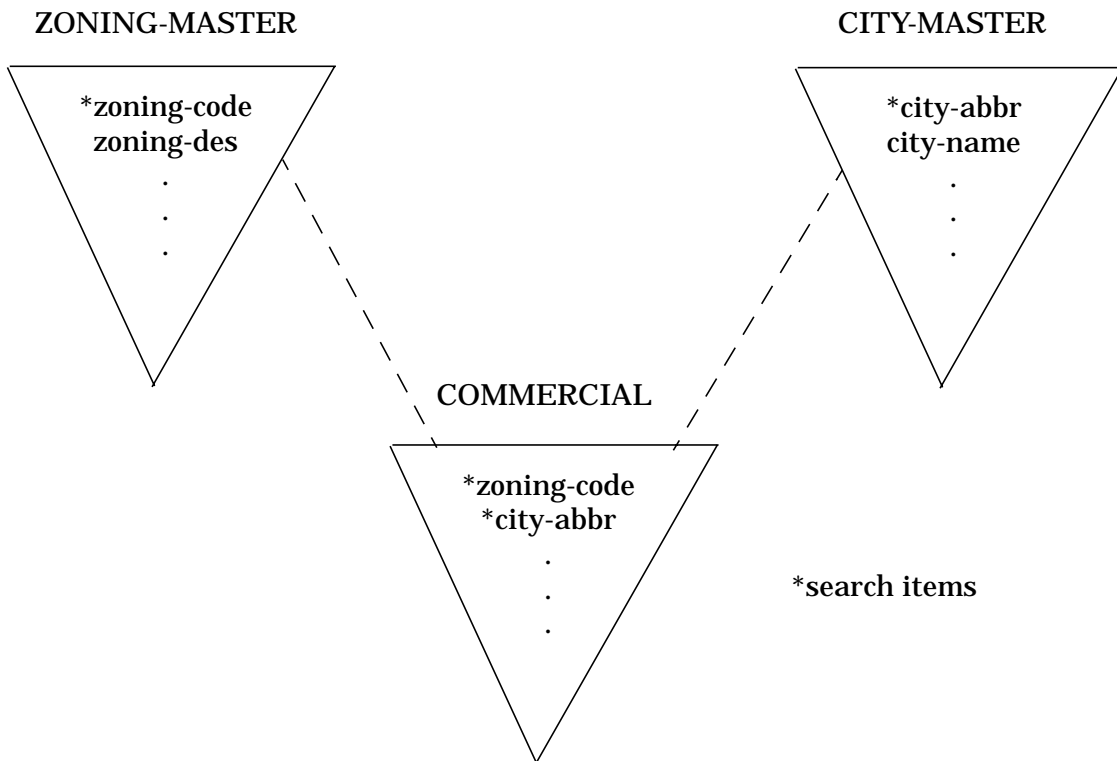 ZONING-MASTER
*zoning-code
zoning-des
.
.
.
CITY-MASTER
*city-abbr
city-name
.
.
.
COMMERCIAL
*zoning-code
*city-abbr
.
.
.
*search items